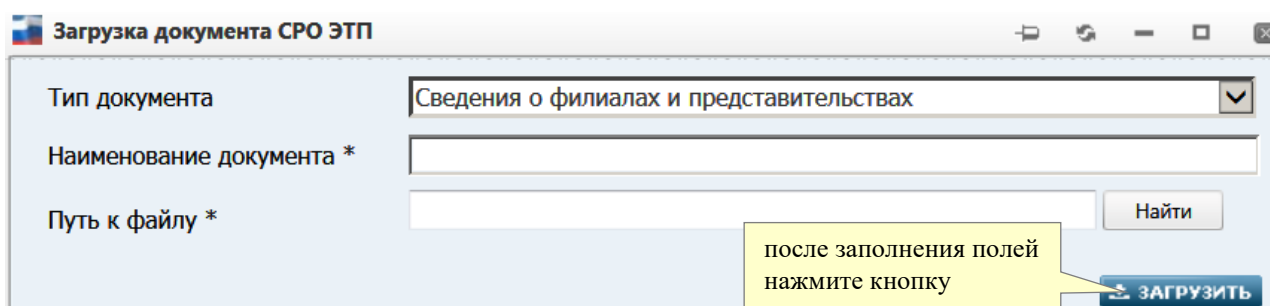 Загрузка документа СРО ЭТП
Тип документа Сведения о филиалах и представительствах
Наименование документа *
Путь к файлу * Найти
после заполнения полей
нажмите кнопку
ЗАГРУЗИТЬ